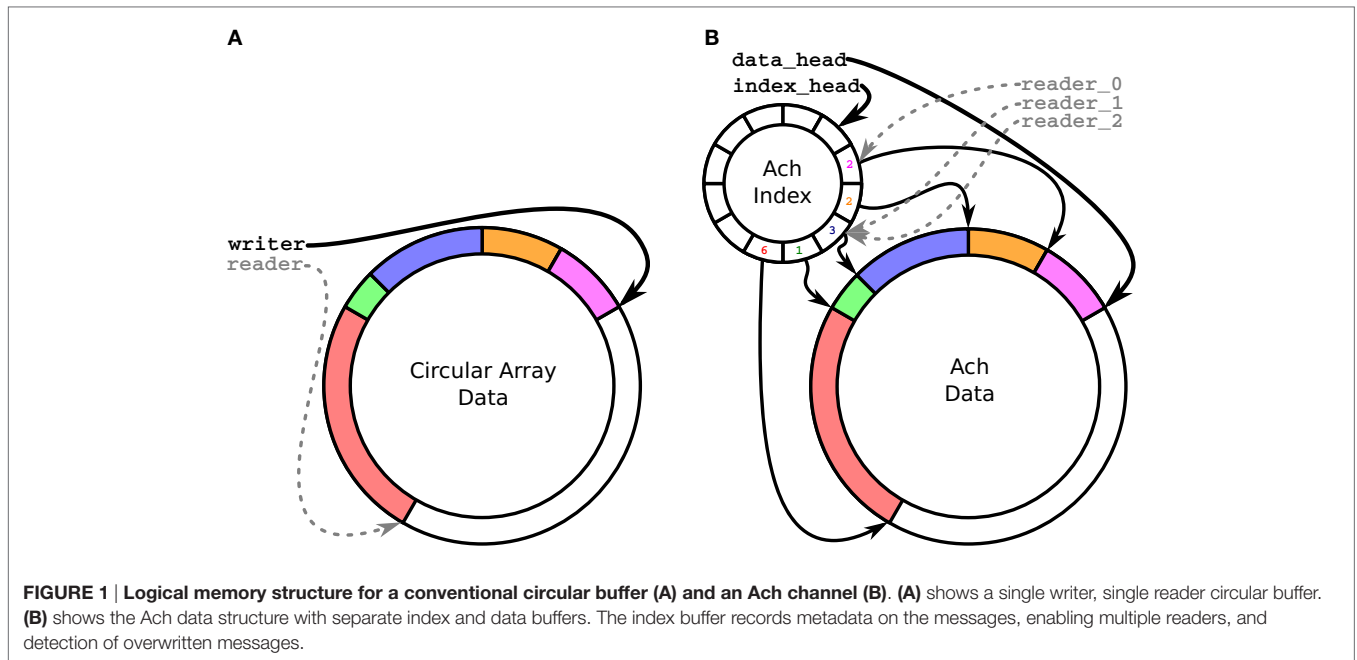 A
B
data_head
index_head
reader_0
reader_1
reader_2
Ach
Index
2
2
3
1
6
writer
reader
Circular Array
Data
Ach
Data
FIGURE 1 | Logical memory structure for a conventional circular buffer (A) and an Ach channel (B). (A) shows a single writer, single reader circular buffer.
(B) shows the Ach data structure with separate index and data buffers. The index buffer records metadata on the messages, enabling multiple readers, and
detection of overwritten messages.